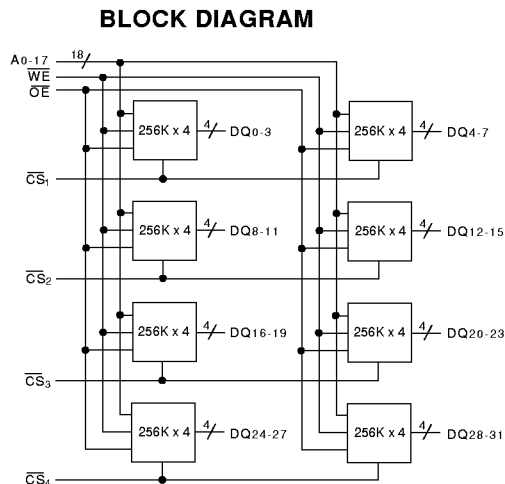 BLOCK DIAGRAM
A0-17 18
WE
OE
256K x 4 4 DQ0-3 256K x 4 4 DQ4-7
CS1
256K x 4 4 DQ8-11 256K x 4 4 DQ12-15
CS2
256K x 4 4 DQ16-19 256K x 4 4 DQ20-23
CS3
256K x 4 4 DQ24-27 256K x 4 4 DQ28-31
CS4